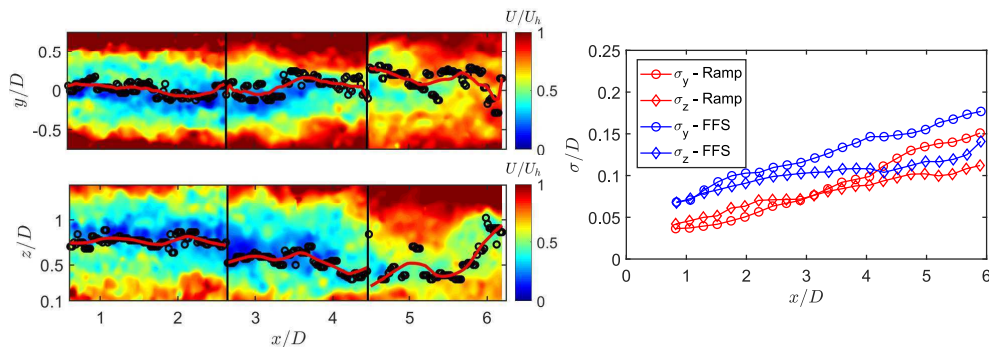 U/U_h
y/D
0.5
0
-0.5
1
0.5
0
U/U_h
z/D
1
0.5
0.1
1
0.5
0
1 2 3 4 5 6
x/D
σ_y - Ramp
σ_z - Ramp
σ_y - FFS
σ_z - FFS
σ/D
0.25
0.20
0.15
0.10
0.05
0
0 1 2 3 4 5 6
x/D